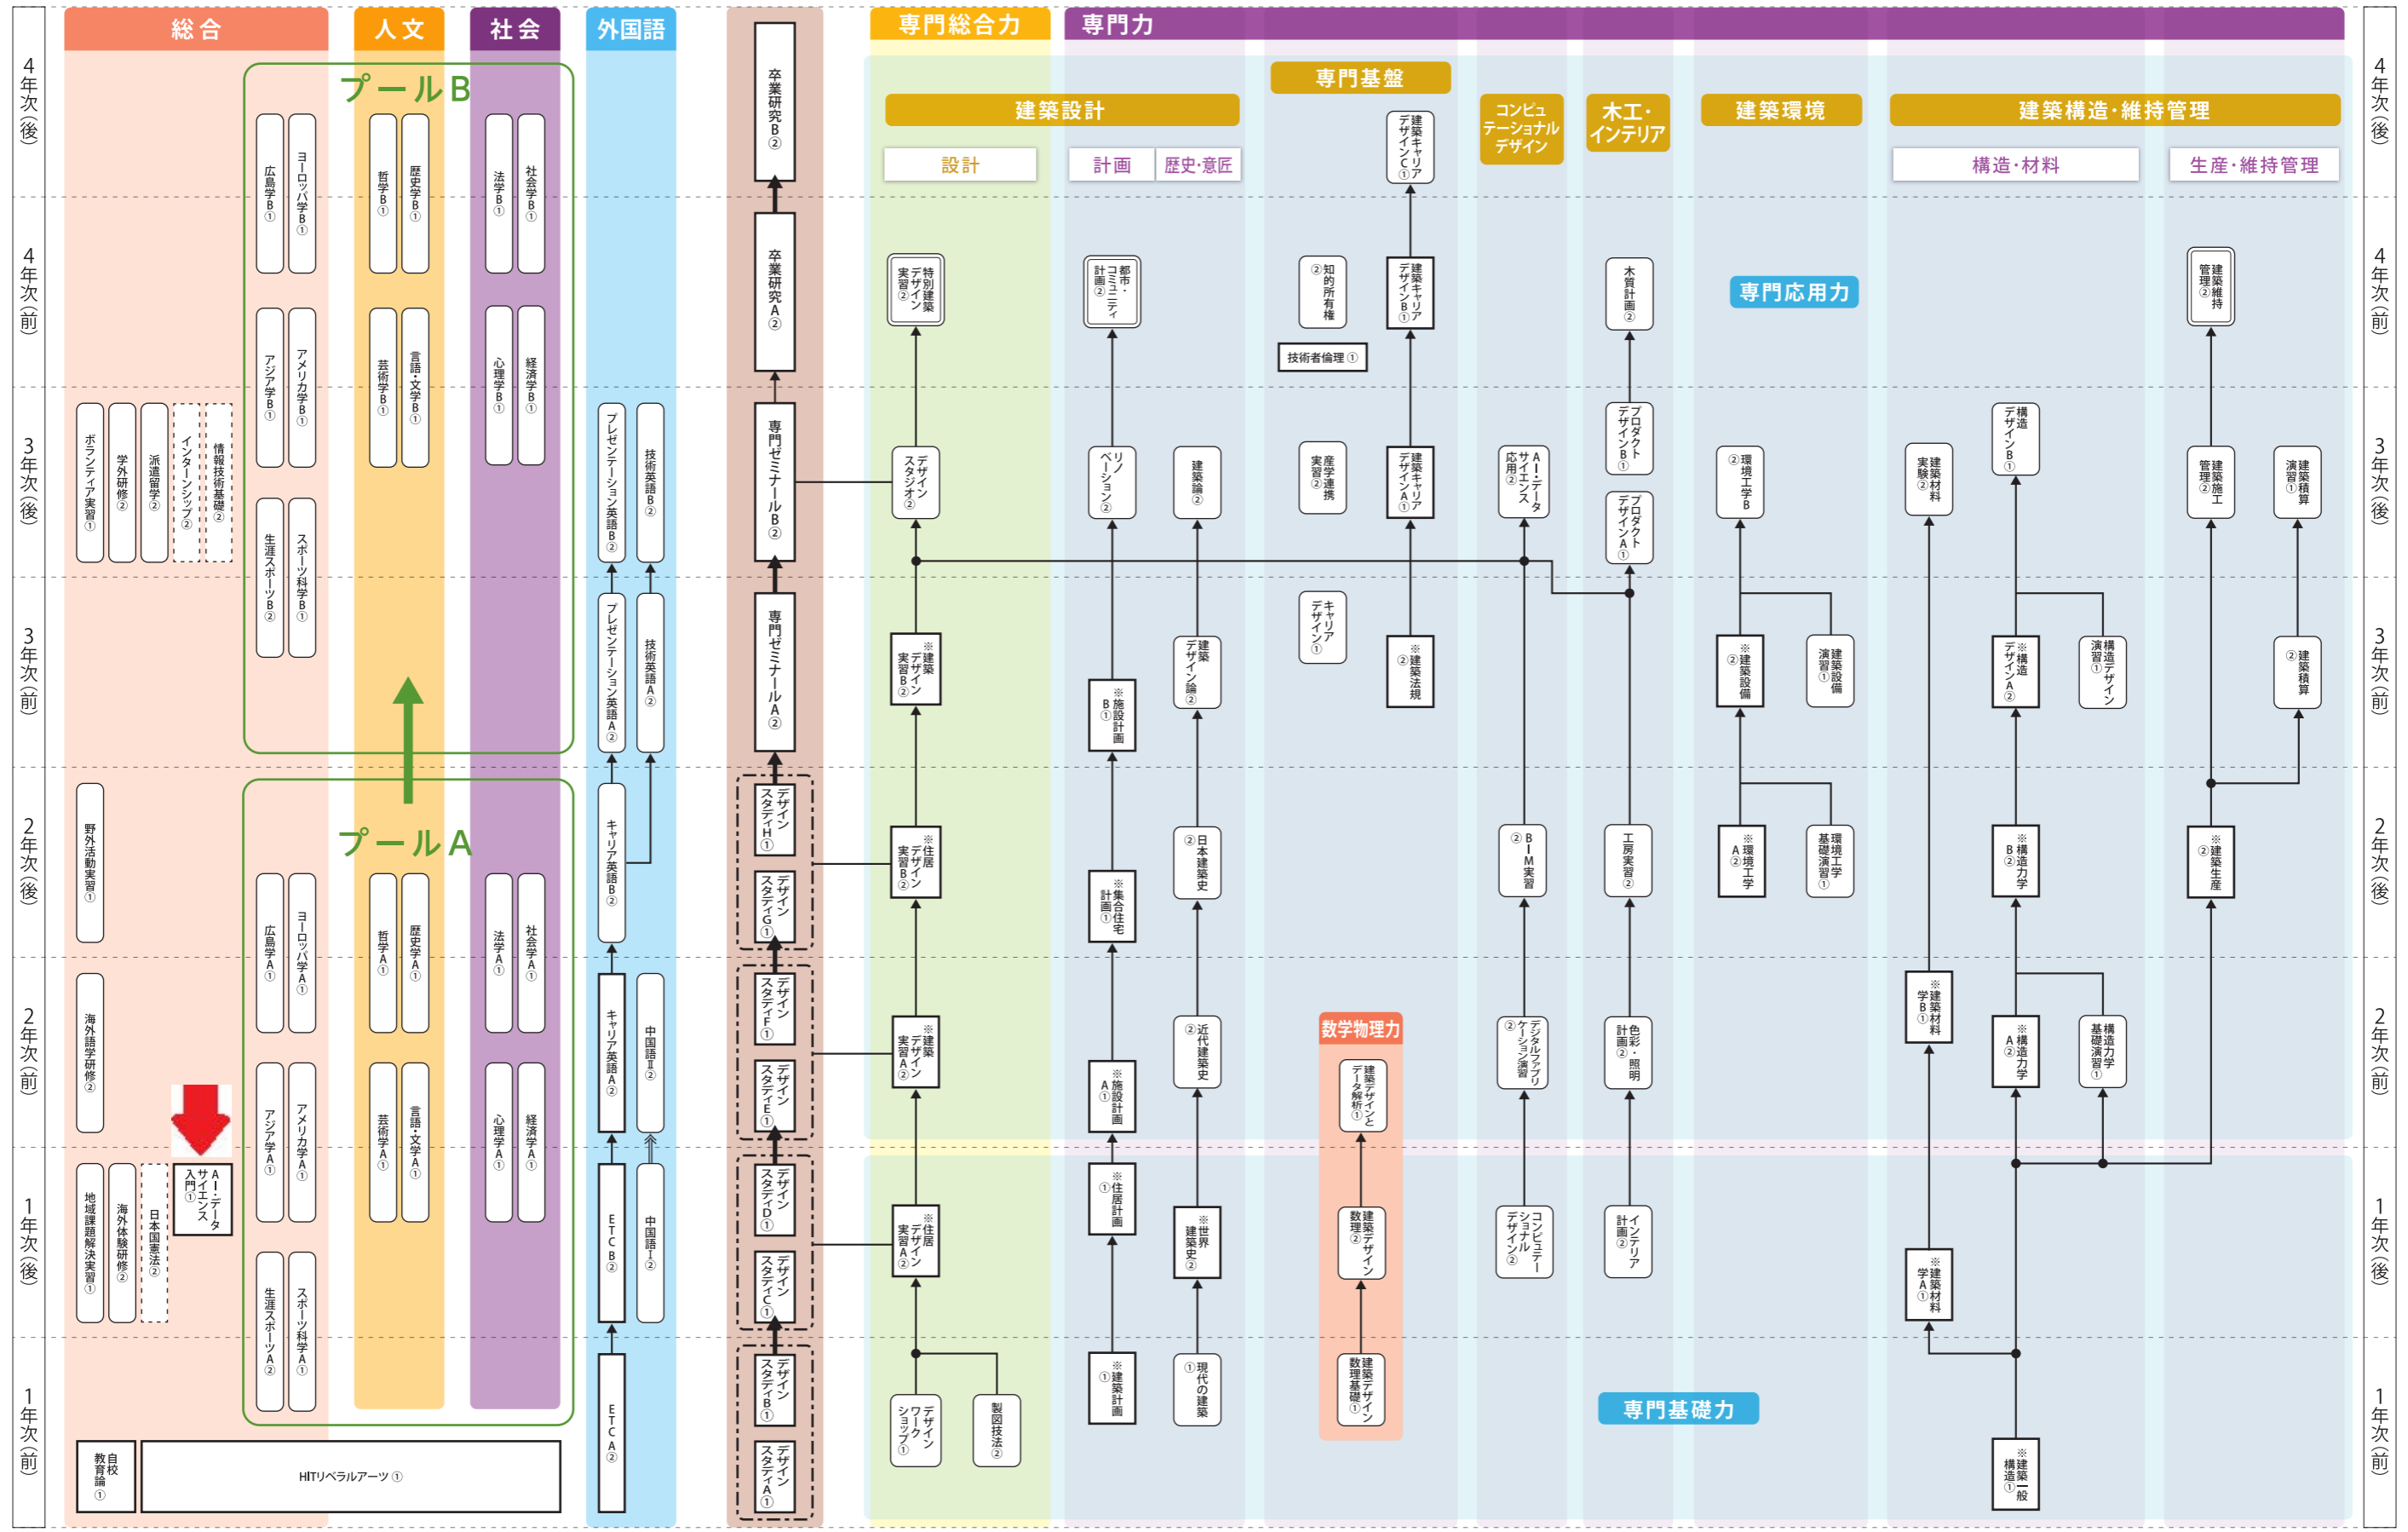 総合
人文
社会
外国語
専門総合力
専門力
4年次(後)
4年次(前)
3年次(後)
3年次(前)
2年次(後)
2年次(前)
1年次(後)
1年次(前)
4年次(後)
4年次(前)
3年次(後)
3年次(前)
2年次(後)
2年次(前)
1年次(後)
1年次(前)
プールB
広島学B①
ヨーロッパ学B①
哲学B①
歴史学B①
法学B①
社会学B①
アジア学B①
アメリカ学B①
芸術学B①
言語・文学B①
心理学B①
経済学B①
生涯スポーツB②
スポーツ科学B①
ボランティア実習①
学外研修②
派遣留学②
インターンシップ②
情報技術基礎②
プールA
野外活動実習①
海外語学研修②
広島学A①
ヨーロッパ学A①
哲学A①
歴史学A①
法学A①
社会学A①
アジア学A①
アメリカ学A①
芸術学A①
言語・文学A①
心理学A①
経済学A①
生涯スポーツA②
スポーツ科学A①
地域課題解決実習①
海外体験研修②
日本国憲法②
AI・データ
サイエンス
入門①
自校
教育論①
HITリベラルアーツ①
プレゼンテーション英語B②
技術英語B②
プレゼンテーション英語A②
技術英語A②
キャリア英語B②
キャリア英語A②
中国語Ⅱ②
ETC B②
中国語Ⅰ②
ETC A②
卒業研究B②
卒業研究A②
専門ゼミナールB②
専門ゼミナールA②
デザイン
スタディH①
デザイン
スタディG①
デザイン
スタディF①
デザイン
スタディE①
デザイン
スタディD①
デザイン
スタディC①
デザイン
スタディB①
デザイン
スタディA①
建築設計
設計
計画
歴史・意匠
専門基盤
コンピュ
テーショナル
デザイン
木工・
インテリア
建築環境
建築構造・維持管理
構造・材料
生産・維持管理
専門応用力
専門基礎力
数学物理力
特別建築
デザイン
実習②
デザイン
スタジオ②
※建築
デザイン
実習B②
※住居
デザイン
実習B②
※建築
デザイン
実習A②
※住居
デザイン
実習A②
デザイン
ワーク
ショップ①
製図技法②
都市・
コミュニティ
計画②
リノ
ベーション②
※施設計画
B①
※集合住宅
計画①
※施設計画
A①
※住居計画
①
※建築計画
①
建築論②
建築
デザイン論②
日本建築史
②
近代建築史
②
※世界
建築史②
現代の建築
①
建築キャリア
デザインC①
知的所有権
②
建築キャリア
デザインB①
技術者倫理①
産学連携
実習②
建築キャリア
デザインA①
キャリア
デザイン①
※建築法規
②
建築デザインと
データ解析①
建築デザイン
数理②
建築デザイン
数理基礎①
AI・データ
サイエンス
応用②
BIM実習
②
デジタルファブリ
ケーション演習
②
コンピュテー
ショナル
デザイン②
木質計画②
プロダクト
デザインB①
プロダクト
デザインA①
工房実習②
色彩・照明
計画②
インテリア
計画②
環境工学B
②
※建築設備
②
建築設備
演習①
※環境工学
A②
環境工学
基礎演習①
建築材料
実験②
※建築材料
学B①
※建築材料
学A①
構造
デザインB①
※構造
デザインA②
構造デザイン
演習①
※構造力学
B②
※構造力学
A②
構造力学
基礎演習①
※建築一般
構造①
建築維持
管理②
建築施工
管理②
建築積算
演習①
建築積算
②
※建築生産
②